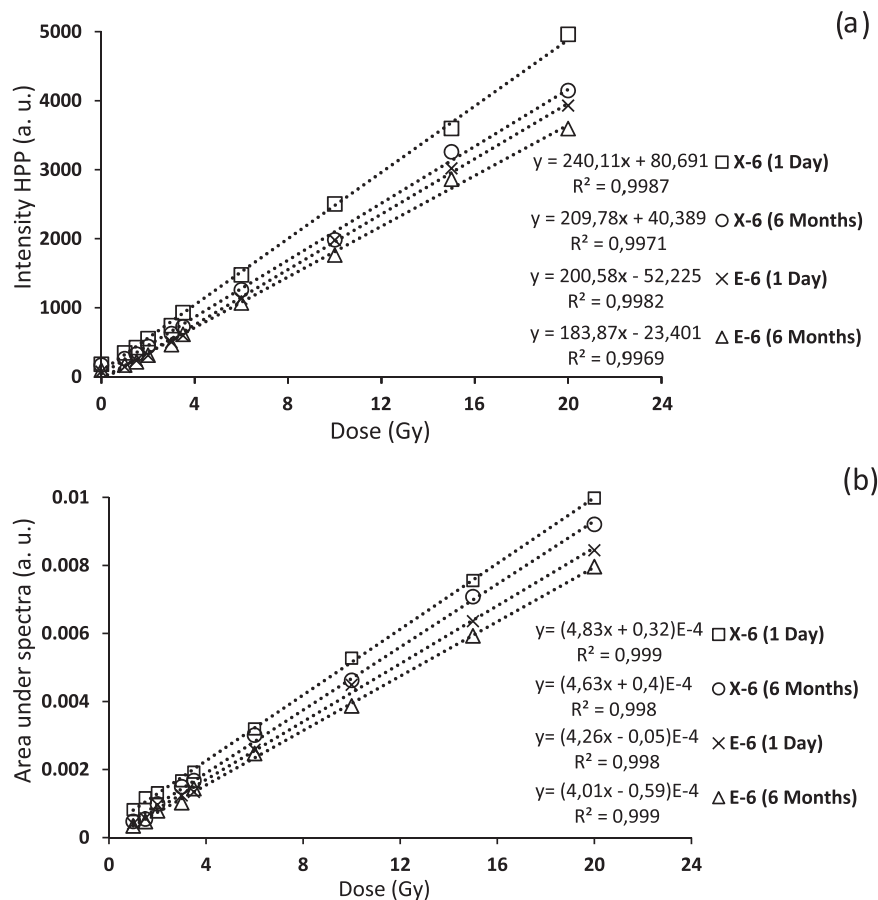 (a)
Intensity HPP (a. u.)
5000
4000
3000
2000
1000
0
y = 240,11x + 80,691 X-6 (1 Day)
R² = 0,9987
y = 209,78x + 40,389 X-6 (6 Months)
R² = 0,9971
y = 200,58x - 52,225 E-6 (1 Day)
R² = 0,9982
y = 183,87x - 23,401 E-6 (6 Months)
R² = 0,9969
0 4 8 12 16 20 24
Dose (Gy)
(b)
Area under spectra (a. u.)
0.01
0.008
0.006
0.004
0.002
0
y= (4,83x + 0,32)E-4 X-6 (1 Day)
R² = 0,999
y= (4,63x + 0,4)E-4 X-6 (6 Months)
R² = 0,998
y= (4,26x - 0,05)E-4 E-6 (1 Day)
R² = 0,998
y= (4,01x - 0,59)E-4 E-6 (6 Months)
R² = 0,999
0 4 8 12 16 20 24
Dose (Gy)